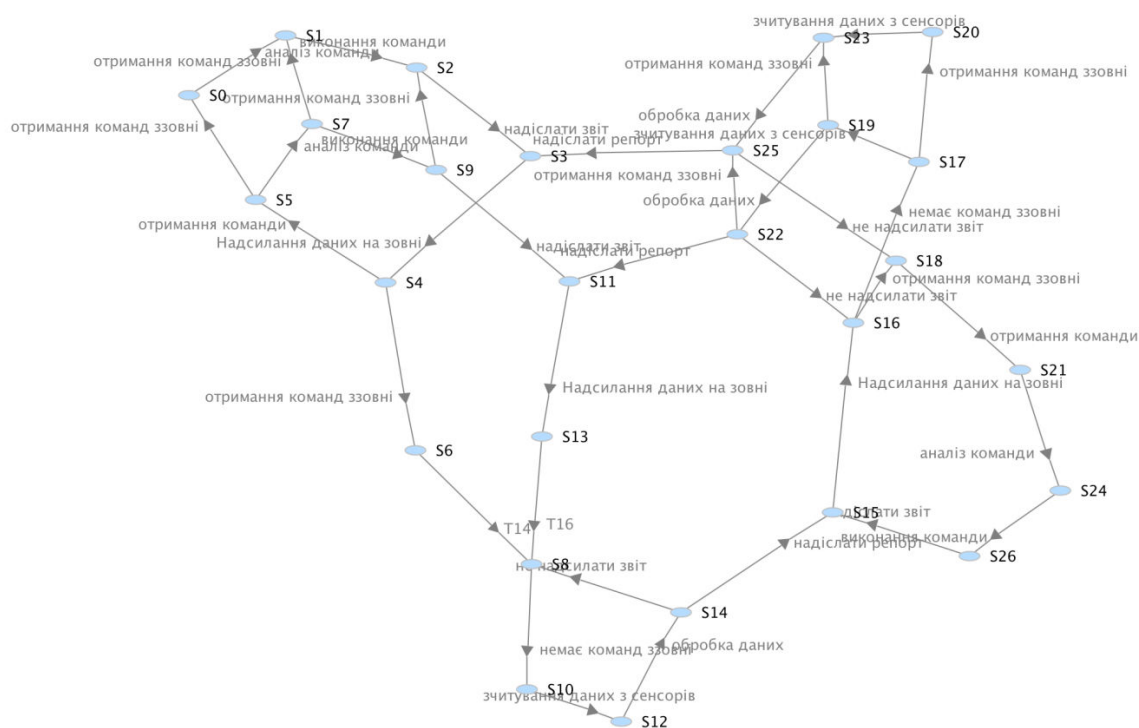 зчитування даних з сенсорів
S20
S23
S1
виконання команди
аналіз команди
S2
отримання команд ззовні
отримання команд ззовні
отримання команд ззовні
S0
отримання команд ззовні
обробка даних
S7
S19
отримання команд ззовні
надіслати звіт
надіслати репорт
зчитування даних з сенсорів
виконання команди
аналіз команди
S3
S25
S17
S9
отримання команд ззовні
S5
обробка даних
немає команд ззовні
отримання команди
не надсилати звіт
S22
Надсилання даних на зовні
надіслати звіт
надіслати репорт
S18
S4
S11
отримання команд ззовні
не надсилати звіт
S16
отримання команди
S21
Надсилання даних на зовні
Надсилання даних на зовні
отримання команд ззовні
S13
S6
аналіз команди
S24
S15
надіслати звіт
T14
T16
виконання команди
надіслати репорт
S26
S8
не надсилати звіт
S14
немає команд ззовні
обробка даних
S10
зчитування даних з сенсорів
S12